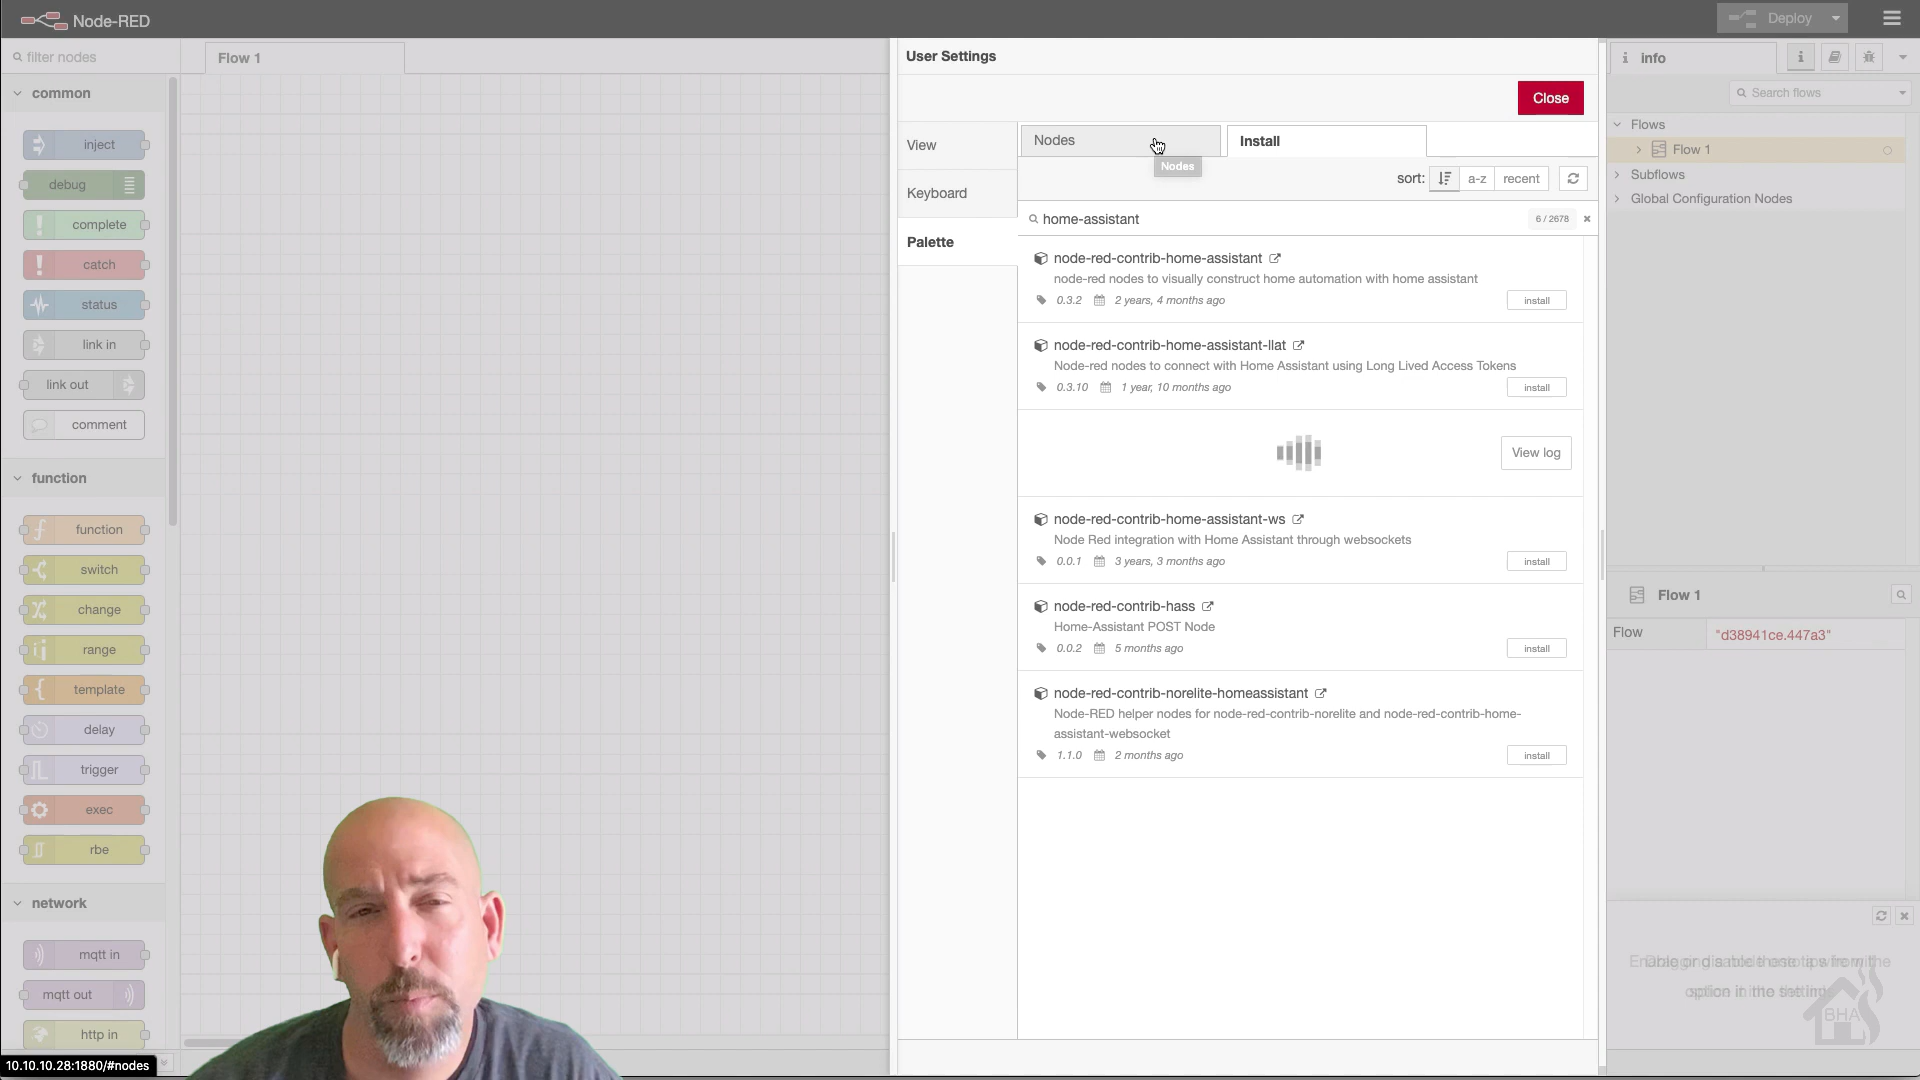 Node-RED
Deploy
filter nodes
Flow 1
User Settings
info
Close
Search flows
common
View
Nodes
Install
Nodes
Flows
Flow 1
Subflows
Global Configuration Nodes
inject
debug
complete
catch
status
link in
link out
comment
sort:
a-z
recent
Keyboard
home-assistant
6 / 2678
Palette
node-red-contrib-home-assistant
node-red nodes to visually construct home automation with home assistant
0.3.2
2 years, 4 months ago
install
node-red-contrib-home-assistant-llat
Node-red nodes to connect with Home Assistant using Long Lived Access Tokens
0.3.10
1 year, 10 months ago
install
View log
node-red-contrib-home-assistant-ws
Node Red integration with Home Assistant through websockets
0.0.1
3 years, 3 months ago
install
node-red-contrib-hass
Home-Assistant POST Node
0.0.2
5 months ago
install
node-red-contrib-norelite-homeassistant
Node-RED helper nodes for node-red-contrib-norelite and node-red-contrib-home-
assistant-websocket
1.1.0
2 months ago
install
function
function
switch
change
range
template
delay
trigger
exec
rbe
network
mqtt in
mqtt out
http in
Flow 1
Flow
"d38941ce.447a3"
BHA
10.10.10.28:1880/#nodes